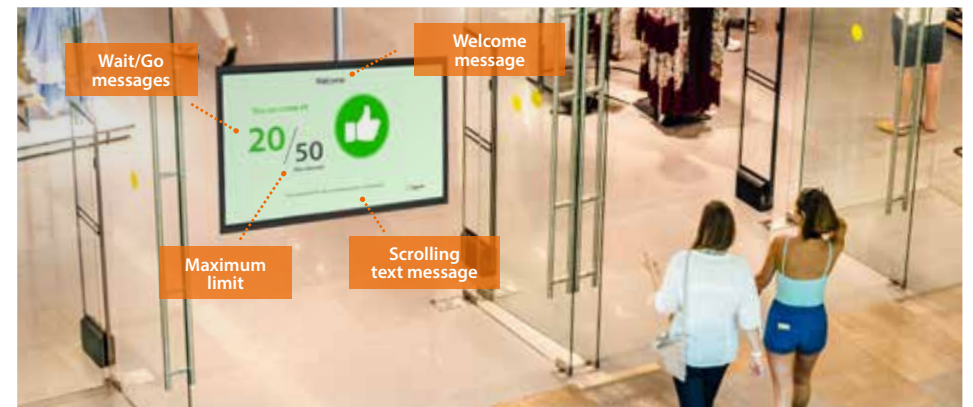 Wait/Go
messages
Welcome
message
Welcome
20/50
Maximum
limit
Scrolling
text message